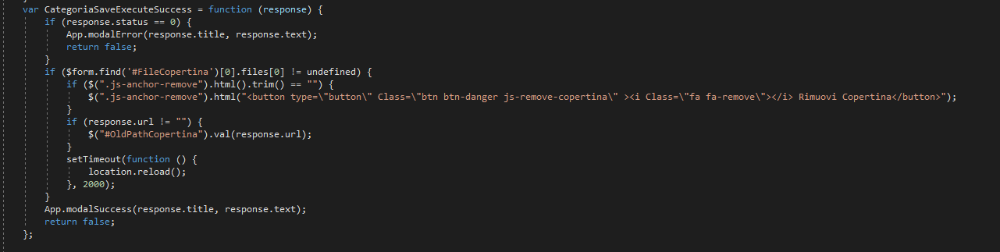 var CategoriaSaveExecuteSuccess = function (response) {
if (response.status == 0) {
App.modalError(response.title, response.text);
return false;
}
if ($form.find('#FileCopertina')[0].files[0] != undefined) {
if ($(".js-anchor-remove").html().trim() == "") {
$(".js-anchor-remove").html("<button type=\"button\" Class=\"btn btn-danger js-remove-copertina\" ><i Class=\"fa fa-remove\"></i> Rimuovi Copertina</button>");
}
if (response.url != "") {
$("#OldPathCopertina").val(response.url);
}
setTimeout(function () {
location.reload();
}, 2000);
}
App.modalSuccess(response.title, response.text);
return false;
};